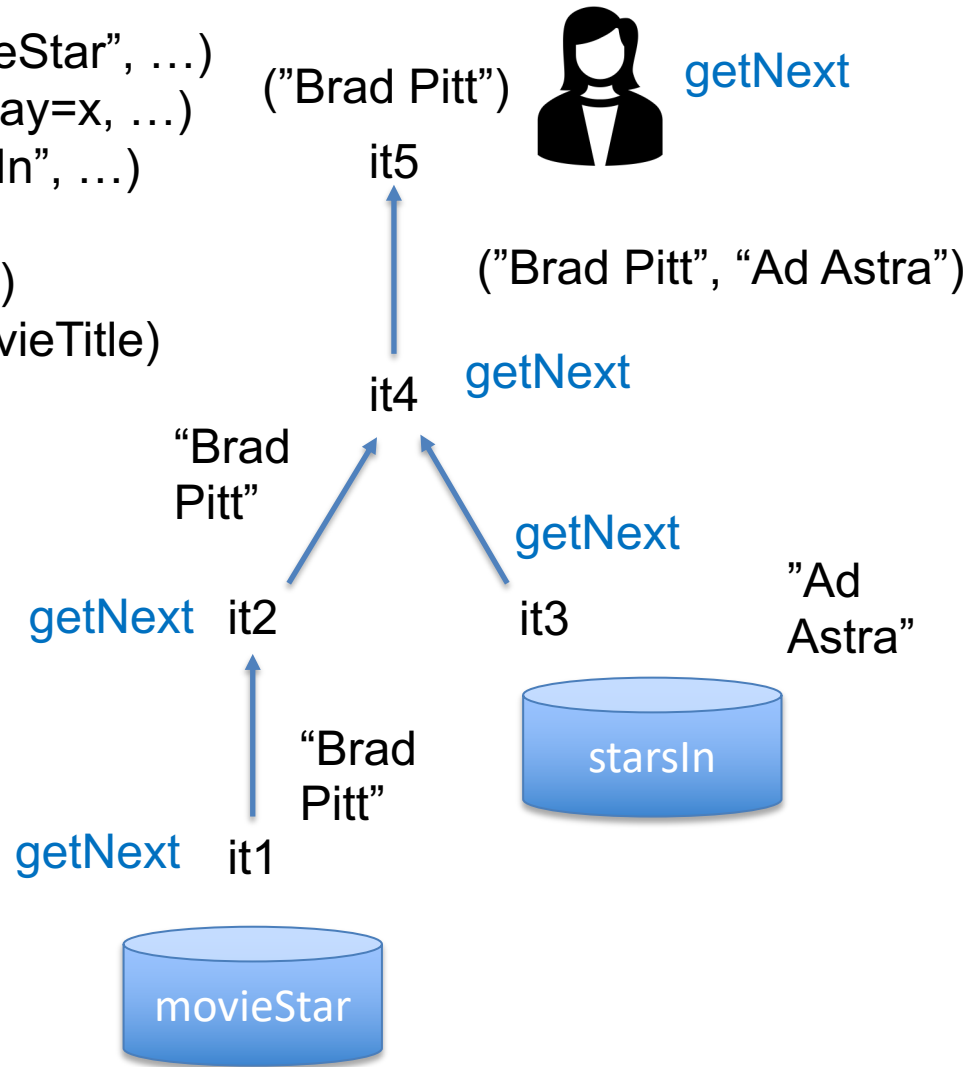 eStar”, …)
ay=x, …)
In”, …)
)
vieTitle)
(”Brad Pitt”)
getNext
it5
(”Brad Pitt”, “Ad Astra”)
it4
getNext
“Brad
Pitt”
getNext
getNext
it2
it3
”Ad
Astra”
“Brad
Pitt”
starsIn
getNext
it1
movieStar